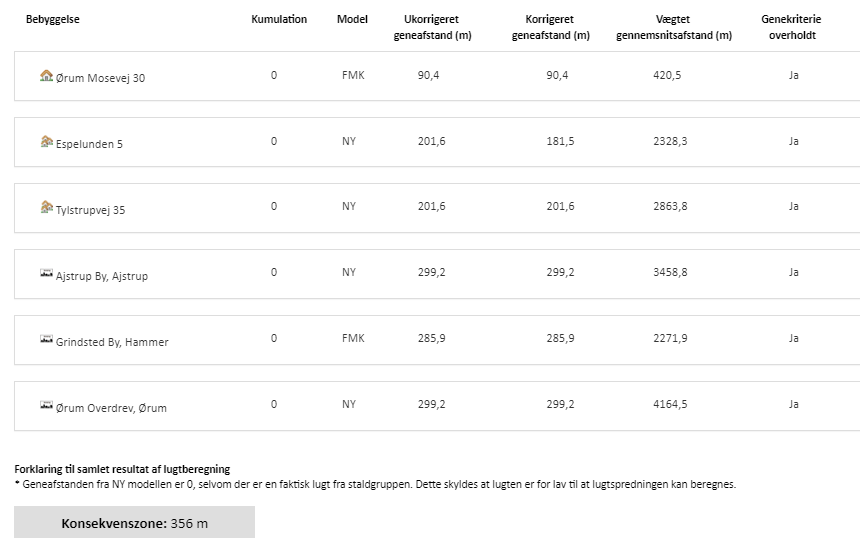 Bebyggelse Kumulation Model Ukorrigeret geneafstand (m) Korrigeret geneafstand (m) Vægtet gennemsnitsafstand (m) Genekriterie overholdt
Ørum Mosevej 30 0 FMK 90,4 90,4 420,5 Ja
Espelunden 5 0 NY 201,6 181,5 2328,3 Ja
Tylstrupvej 35 0 NY 201,6 201,6 2863,8 Ja
Ajstrup By, Ajstrup 0 NY 299,2 299,2 3458,8 Ja
Grindsted By, Hammer 0 FMK 285,9 285,9 2271,9 Ja
Ørum Overdrev, Ørum 0 NY 299,2 299,2 4164,5 Ja
Forklaring til samlet resultat af lugtberegning
* Geneafstanden fra NY modellen er 0, selvom der er en faktisk lugt fra staldgruppen. Dette skyldes at lugten er for lav til at lugtspredningen kan beregnes.
Konsekvenszone: 356 m